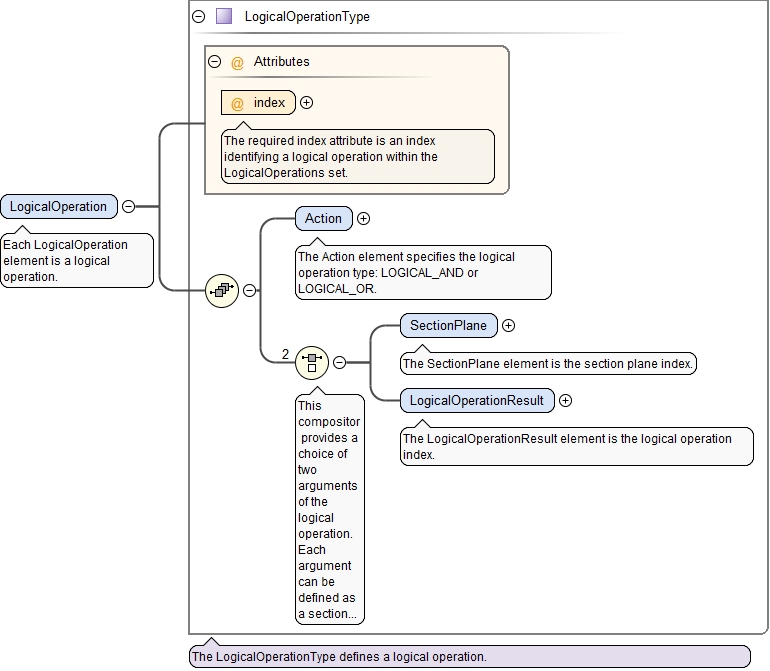 LogicalOperationType
@ Attributes
@ index
The required index attribute is an index
identifying a logical operation within the
LogicalOperations set.
LogicalOperation
Each LogicalOperation
element is a logical
operation.
Action
The Action element specifies the logical
operation type: LOGICAL_AND or
LOGICAL_OR.
SectionPlane
The SectionPlane element is the section plane index.
2
LogicalOperationResult
The LogicalOperationResult element is the logical operation
index.
This
compositor
provides a
choice of
two
arguments
of the
logical
operation.
Each
argument
can be
defined as
a section...
The LogicalOperationType defines a logical operation.